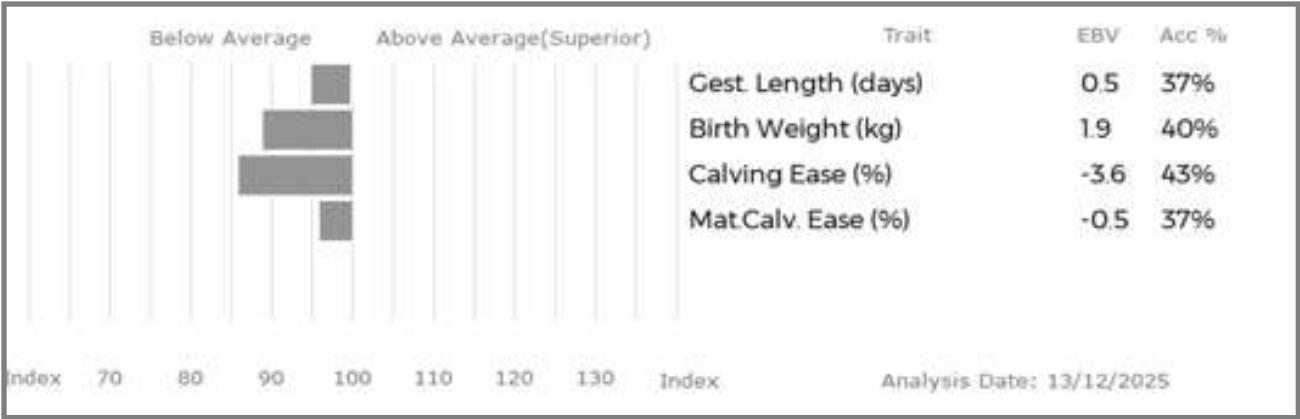 Below Average Above Average(Superior) Trait EBV Acc %
Gest. Length (days) 0.5 37%
Birth Weight (kg) 1.9 40%
Calving Ease (%) -3.6 43%
Mat.Calv. Ease (%) -0.5 37%
Index 70 80 90 100 110 120 130 Index Analysis Date: 13/12/2025